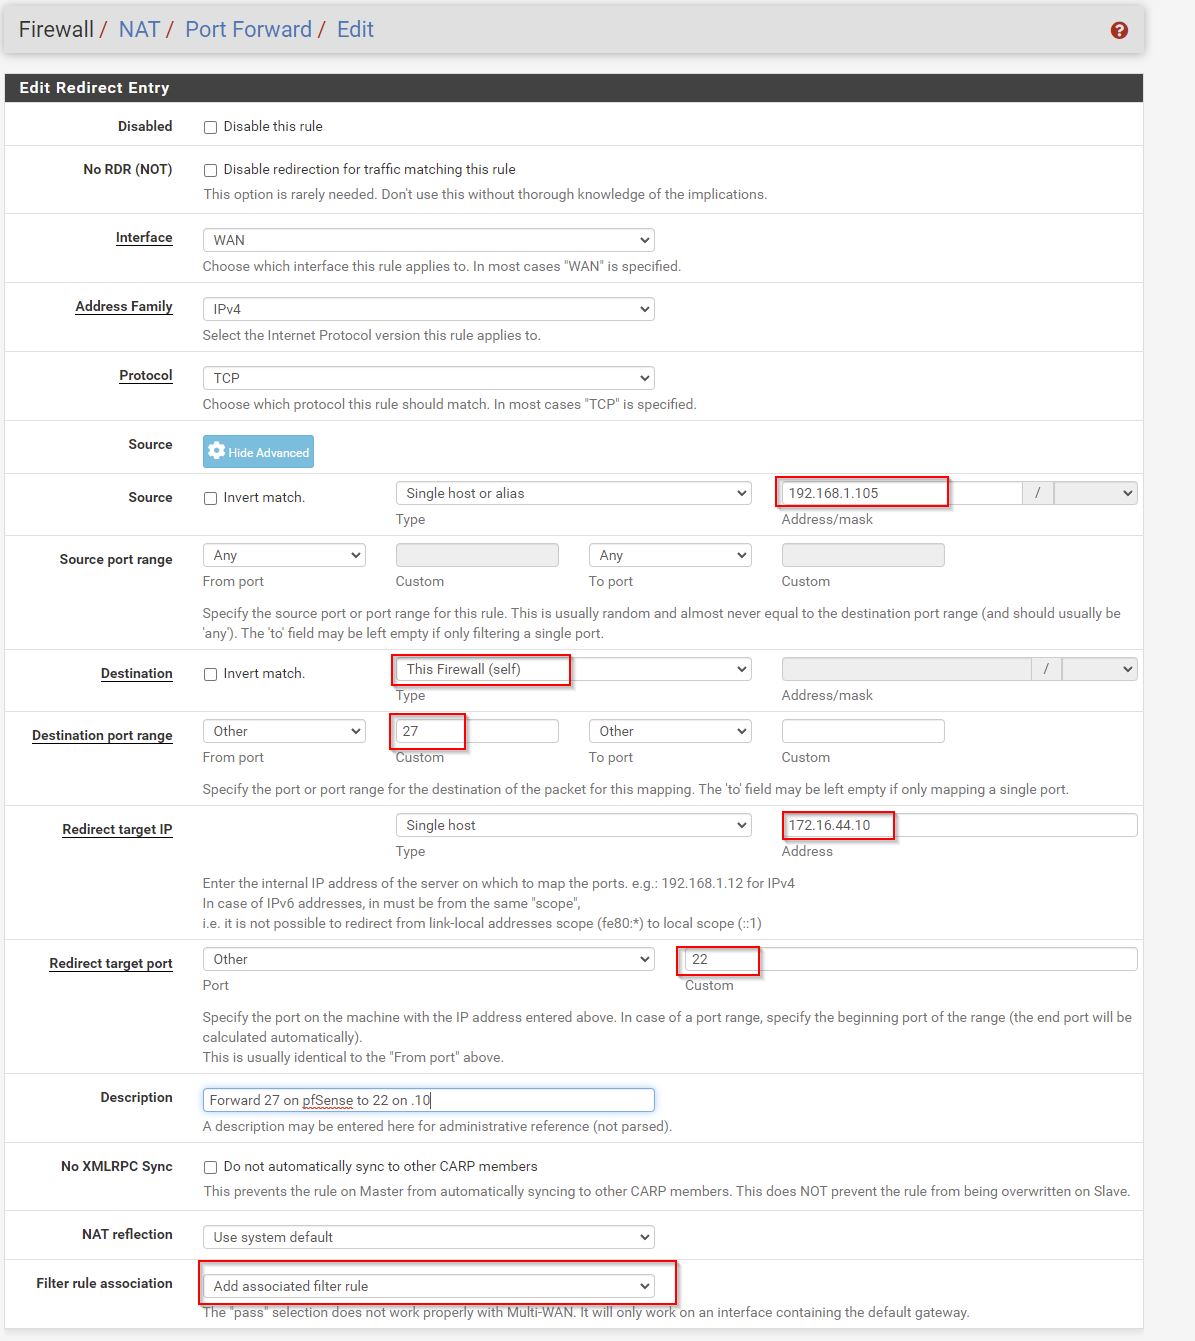 Firewall / NAT / Port Forward / Edit
Edit Redirect Entry
Disabled Disable this rule
No RDR (NOT) Disable redirection for traffic matching this rule
This option is rarely needed. Don't use this without thorough knowledge of the implications.
Interface WAN
Choose which interface this rule applies to. In most cases "WAN" is specified.
Address Family IPv4
Select the Internet Protocol version this rule applies to.
Protocol TCP
Choose which protocol this rule should match. In most cases "TCP" is specified.
Source Hide Advanced
Source Invert match. Single host or alias 192.168.1.105 /
Type Address/mask
Source port range Any Any
From port Custom To port Custom
Specify the source port or port range for this rule. This is usually random and almost never equal to the destination port range (and should usually be
'any'). The 'to' field may be left empty if only filtering a single port.
Destination Invert match. This Firewall (self) /
Type Address/mask
Destination port range Other 27 Other
From port Custom To port Custom
Specify the port or port range for the destination of the packet for this mapping. The 'to' field may be left empty if only mapping a single port.
Redirect target IP Single host 172.16.44.10
Type Address
Enter the internal IP address of the server on which to map the ports. e.g.: 192.168.1.12 for IPv4
In case of IPv6 addresses, in must be from the same "scope",
i.e. it is not possible to redirect from link-local addresses scope (fe80:*) to local scope (::1)
Redirect target port Other 22
Port Custom
Specify the port on the machine with the IP address entered above. In case of a port range, specify the beginning port of the range (the end port will be
calculated automatically).
This is usually identical to the "From port" above.
Description Forward 27 on pfSense to 22 on .10
A description may be entered here for administrative reference (not parsed).
No XMLRPC Sync Do not automatically sync to other CARP members
This prevents the rule on Master from automatically syncing to other CARP members. This does NOT prevent the rule from being overwritten on Slave.
NAT reflection Use system default
Filter rule association Add associated filter rule
The "pass" selection does not work properly with Multi-WAN. It will only work on an interface containing the default gateway.